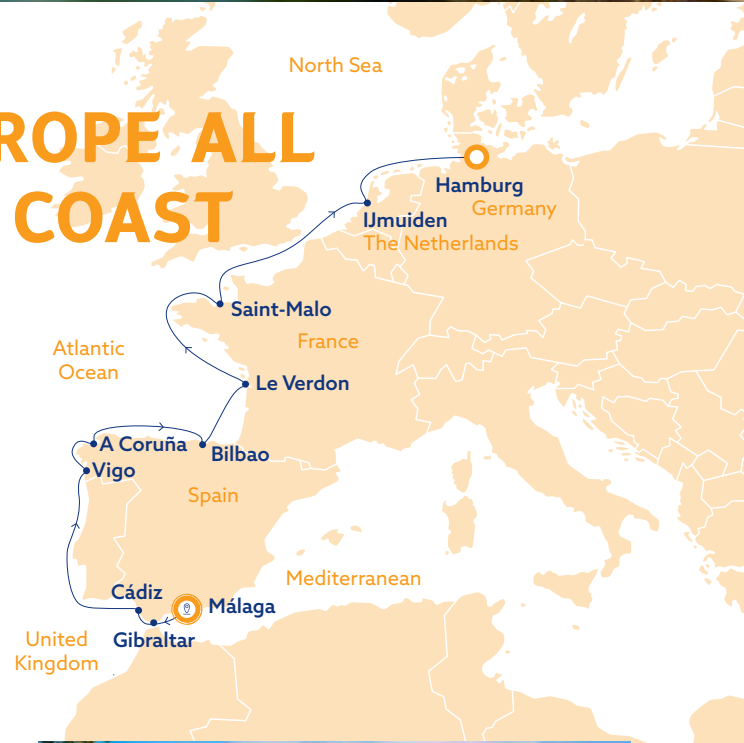 North Sea
ROPE ALL
COAST
Hamburg
Germany
IJmuiden
The Netherlands
Saint-Malo
France
Atlantic
Ocean
Le Verdon
A Coruña
Bilbao
Vigo
Spain
Mediterranean
Cádiz
Málaga
Gibraltar
United
Kingdom